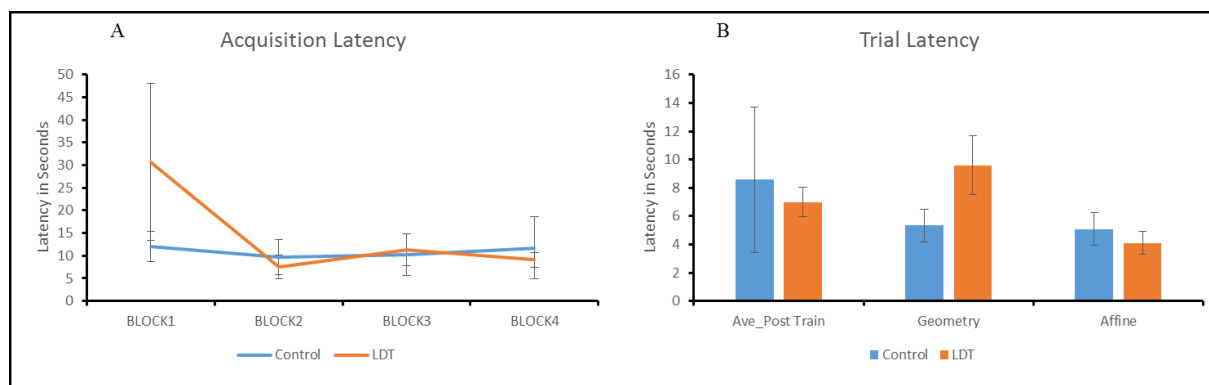 A
Acquisition Latency
Latency in Seconds
50
45
40
35
30
25
20
15
10
5
0
BLOCK1 BLOCK2 BLOCK3 BLOCK4
Control LDT
B
Trial Latency
Latency in Seconds
16
14
12
10
8
6
4
2
0
Ave_Post Train Geometry Affine
Control LDT